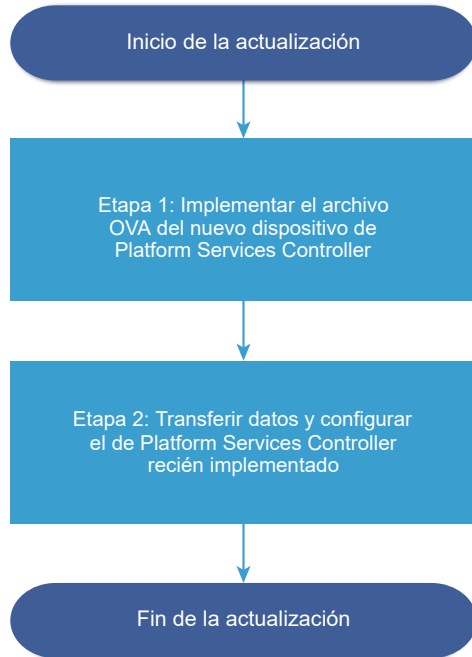 Inicio de la actualización
Etapa 1: Implementar el archivo
OVA del nuevo dispositivo de
Platform Services Controller
Etapa 2: Transferir datos y configurar
el de Platform Services Controller
recién implementado
Fin de la actualización